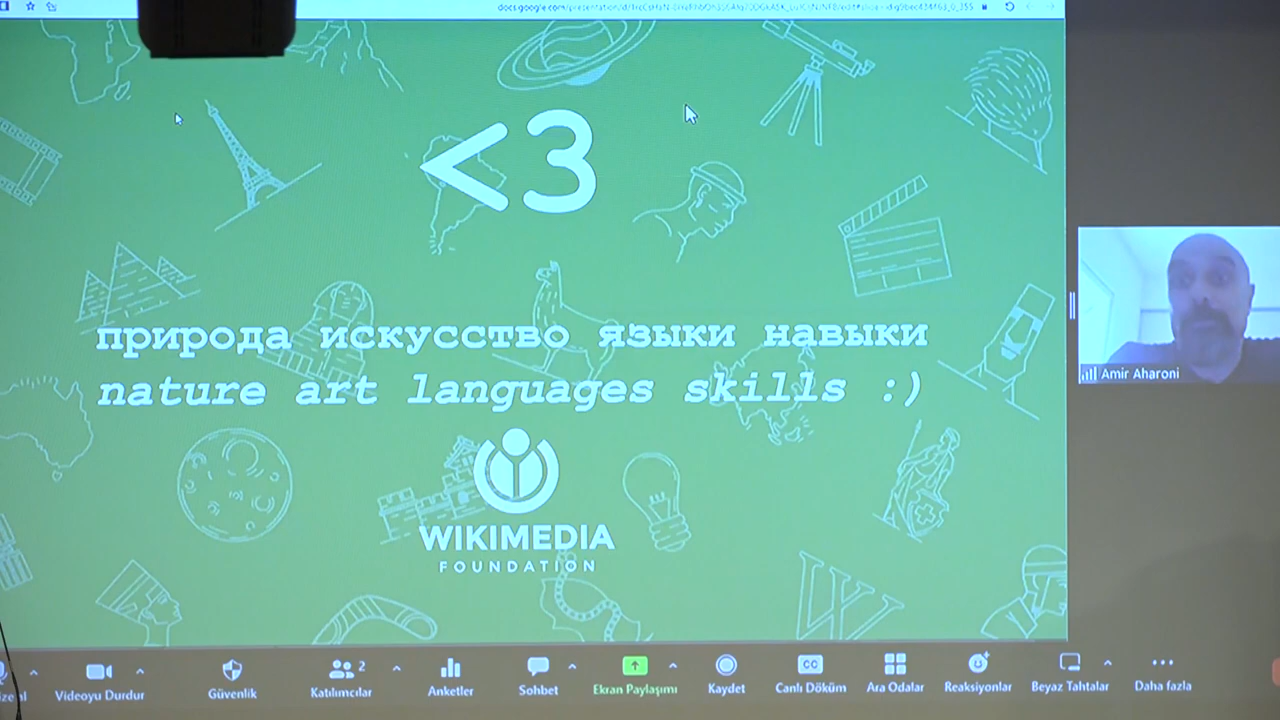 <3
природа искусство языки навыки
nature art languages skills :)
WIKIMEDIA
FOUNDATION
Amir Aharoni
Videoyu Durdur
Güvenlik
Katılımcılar
2
Anketler
Sohbet
Ekran Paylaşımı
Kaydet
CC
Canlı Döküm
Ara Odalar
Reaksiyonlar
Beyaz Tahtalar
Daha fazla